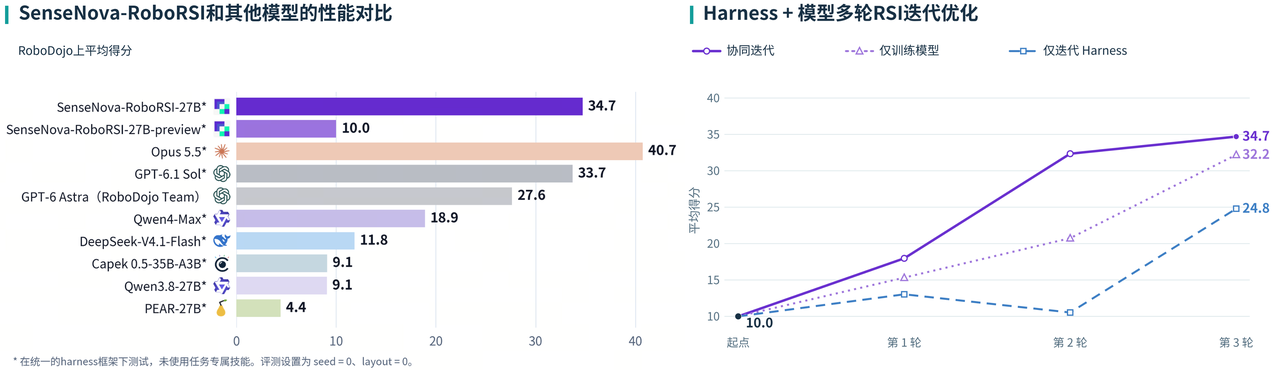 SenseNova-RoboRSI和其他模型的性能对比
RoboDojo上平均得分
SenseNova-RoboRSI-27B* 34.7
SenseNova-RoboRSI-27B-preview* 10.0
Opus 5.5* 40.7
GPT-6.1 Sol* 33.7
GPT-6 Astra（RoboDojo Team） 27.6
Qwen4-Max* 18.9
DeepSeek-V4.1-Flash* 11.8
Capek 0.5-35B-A3B* 9.1
Qwen3.8-27B* 9.1
PEAR-27B* 4.4
0 10 20 30 40
* 在统一的harness框架下测试，未使用任务专属技能。评测设置为 seed = 0、layout = 0。
Harness + 模型多轮RSI迭代优化
协同迭代 仅训练模型 仅迭代 Harness
平均得分
40
35
30
25
20
15
10
34.7
32.2
24.8
10.0
起点 第 1 轮 第 2 轮 第 3 轮